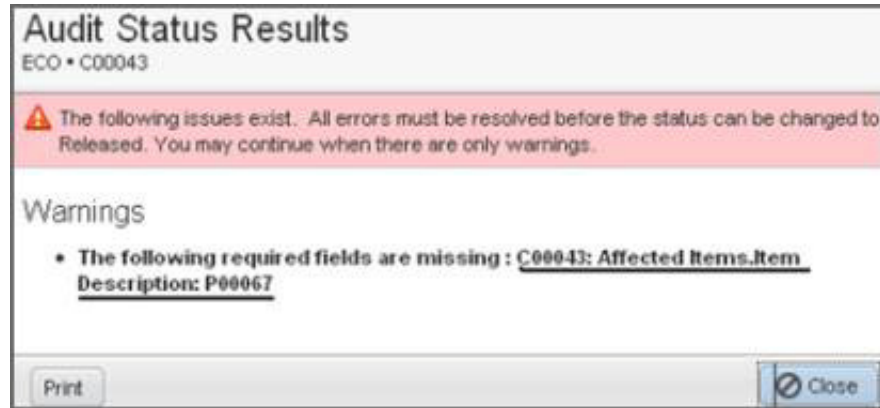 Audit Status Results
ECO • C00043
The following issues exist. All errors must be resolved before the status can be changed to
Released. You may continue when there are only warnings.
Warnings
• The following required fields are missing : C00043: Affected Items.Item
Description: P00067
Print
Close